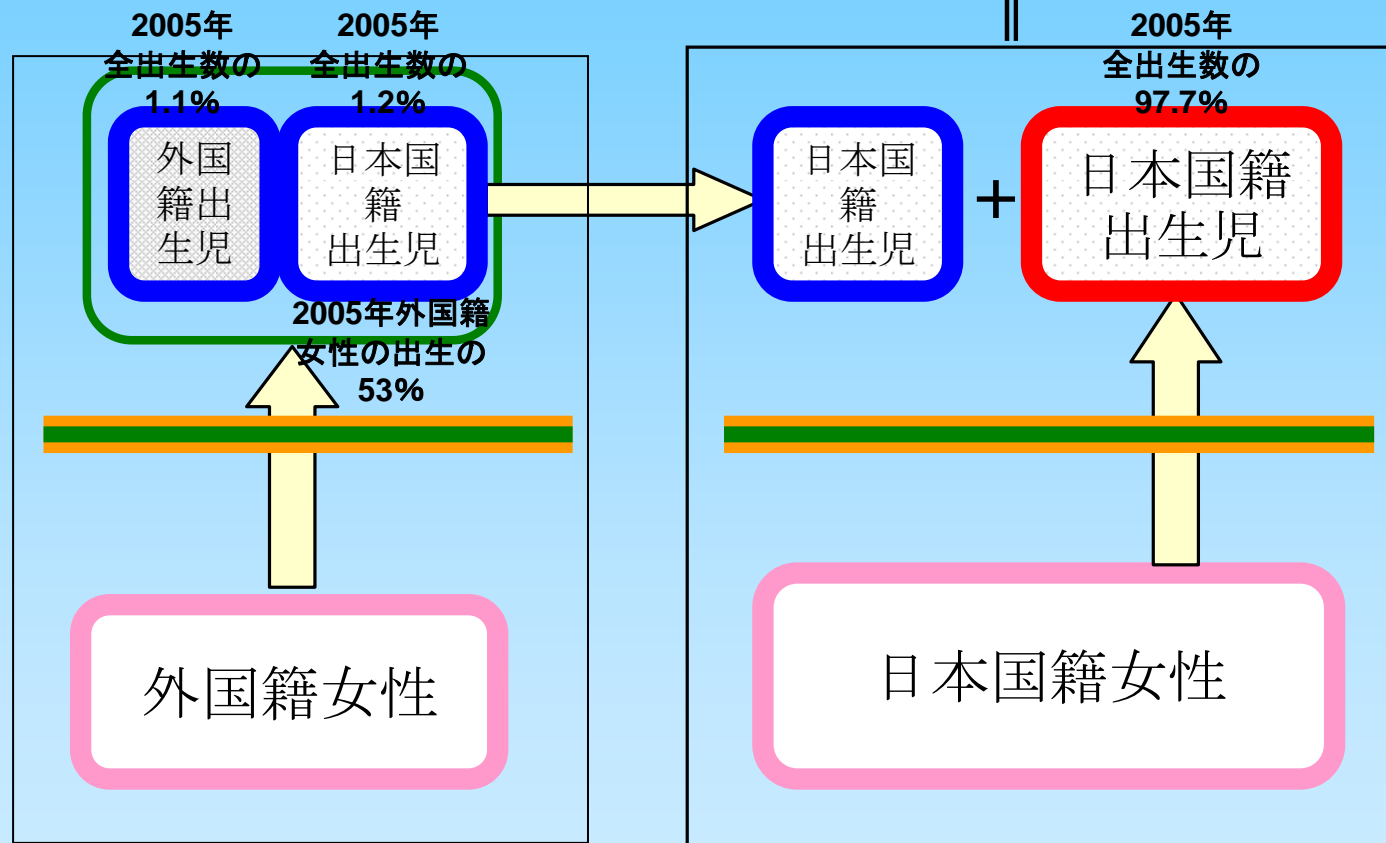 2005年
全出生数の
1.1%
2005年
全出生数の
1.2%
外国
籍出
生児
日本国
籍
出生児
2005年外国籍
女性の出生の
53%
外国籍女性
||
2005年
全出生数の
97.7%
日本国
籍
出生児
+
日本国籍
出生児
日本国籍女性